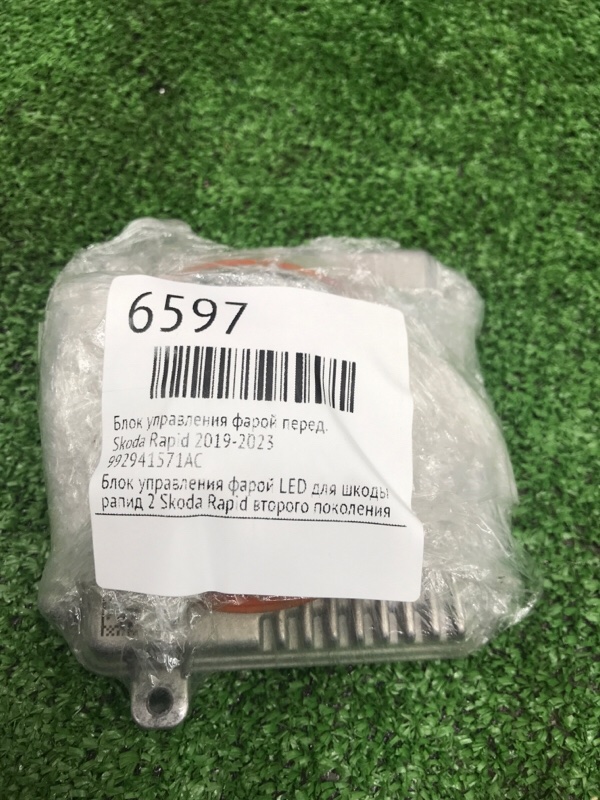 6597
Блок управления фарой перед.
Skoda Rapid 2019-2023
992941571AC
Блок управления фарой LED для шкоды
рапид 2 Skoda Rapid второго поколения